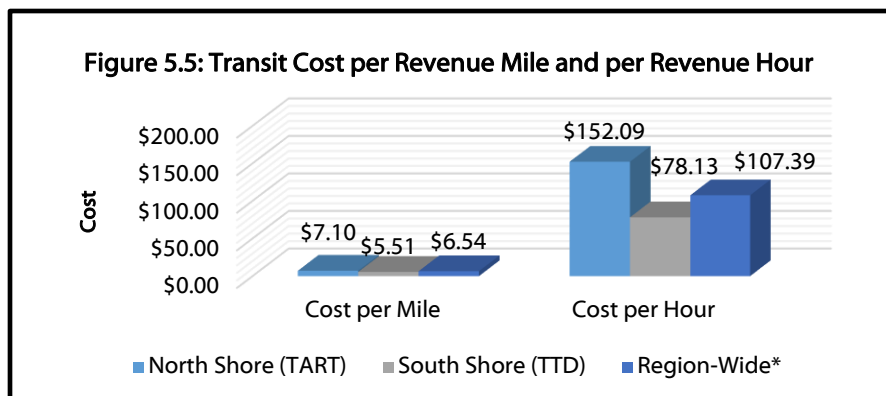 Figure 5.5: Transit Cost per Revenue Mile and per Revenue Hour
$200.00
$150.00
$100.00
$50.00
$0.00
Cost
$7.10
$5.51
$6.54
$152.09
$78.13
$107.39
Cost per Mile
Cost per Hour
North Shore (TART) South Shore (TTD) Region-Wide*